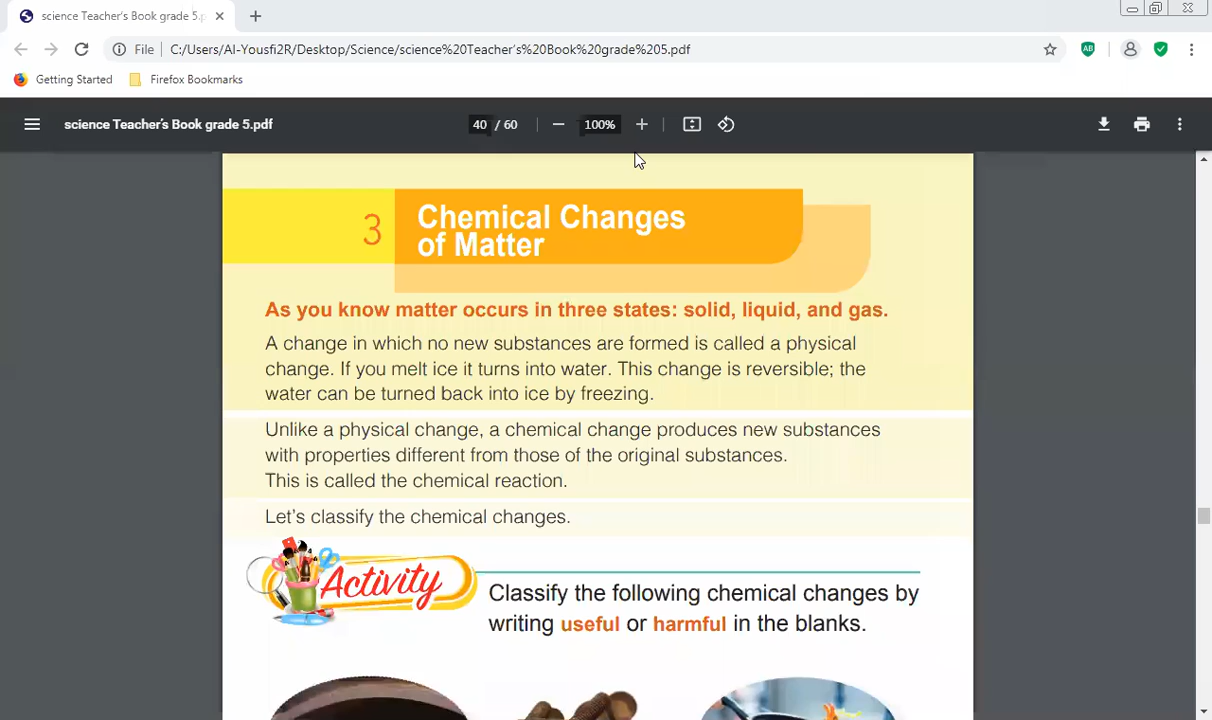 science Teacher's Book grade 5.p
File C:/Users/Al-Yousfi2R/Desktop/Science/science%20Teacher's%20Book%20grade%205.pdf
AB
Getting Started Firefox Bookmarks
science Teacher's Book grade 5.pdf 40 / 60 100%
3 Chemical Changes
of Matter
As you know matter occurs in three states: solid, liquid, and gas.
A change in which no new substances are formed is called a physical
change. If you melt ice it turns into water. This change is reversible; the
water can be turned back into ice by freezing.
Unlike a physical change, a chemical change produces new substances
with properties different from those of the original substances.
This is called the chemical reaction.
Let's classify the chemical changes.
Activity
Classify the following chemical changes by
writing useful or harmful in the blanks.